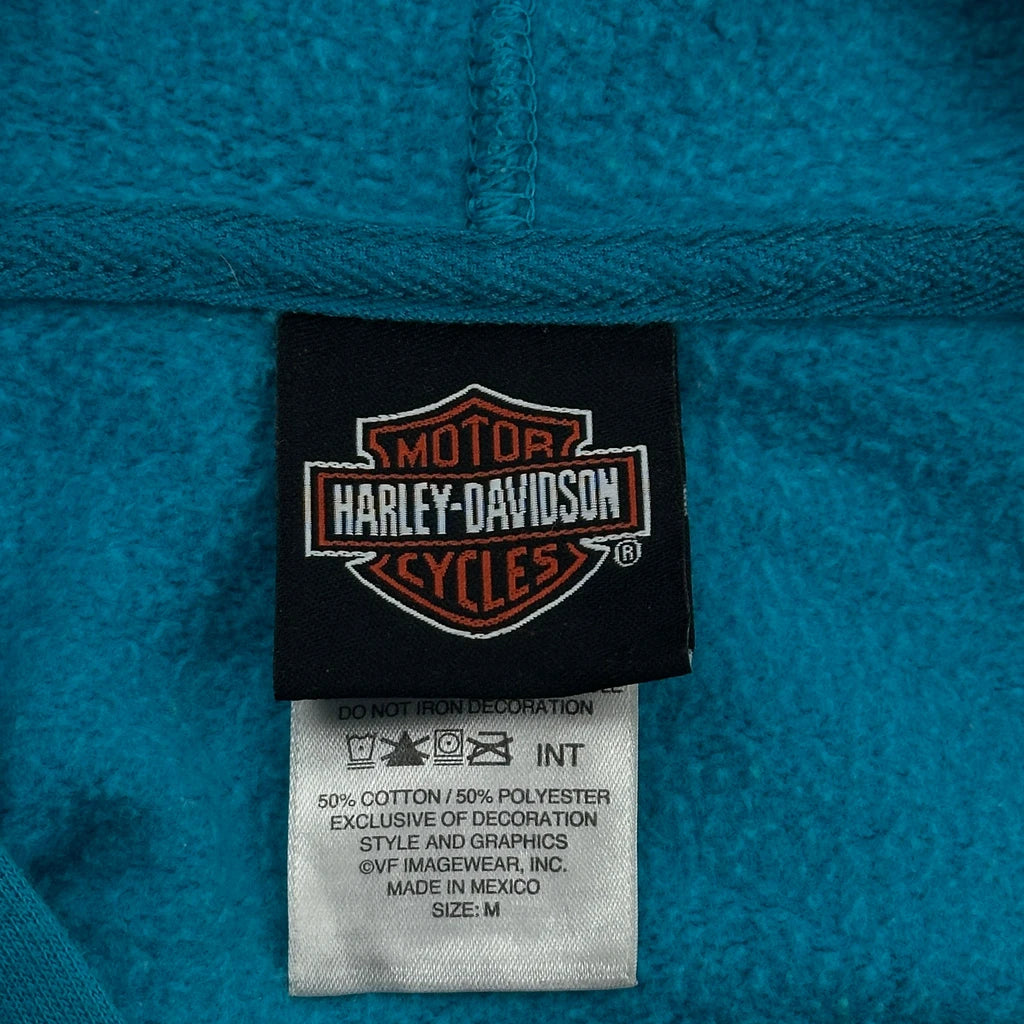 MOTOR
HARLEY-DAVIDSON
CYCLES
®
DO NOT IRON DECORATION
INT
50% COTTON / 50% POLYESTER
EXCLUSIVE OF DECORATION
STYLE AND GRAPHICS
©VF IMAGEWEAR, INC.
MADE IN MEXICO
SIZE: M